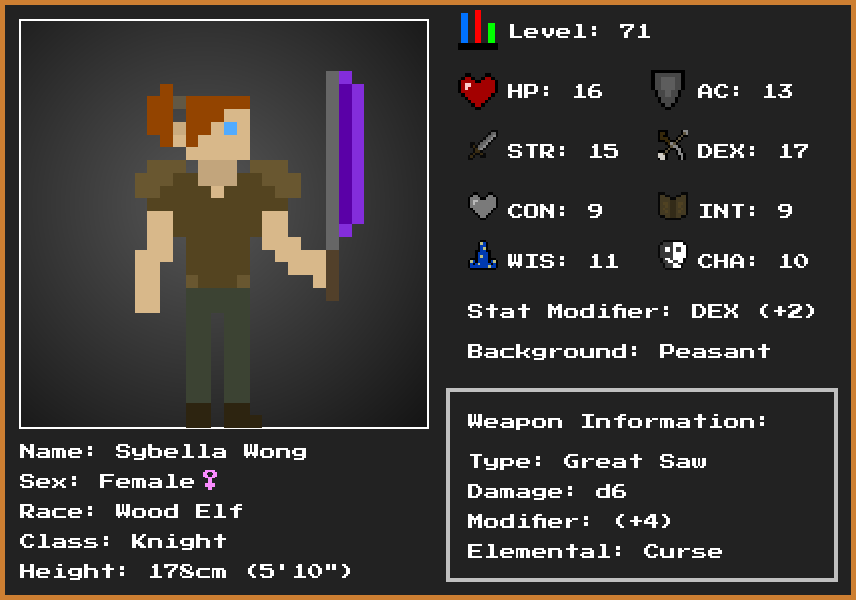 Level: 71
HP: 16
AC: 13
STR: 15
DEX: 17
CON: 9
INT: 9
WIS: 11
CHA: 10
Stat Modifier: DEX (+2)
Background: Peasant
Weapon Information:
Type: Great Saw
Damage: d6
Modifier: (+4)
Elemental: Curse
Name: Sybella Wong
Sex: Female♀
Race: Wood Elf
Class: Knight
Height: 178cm (5'10")